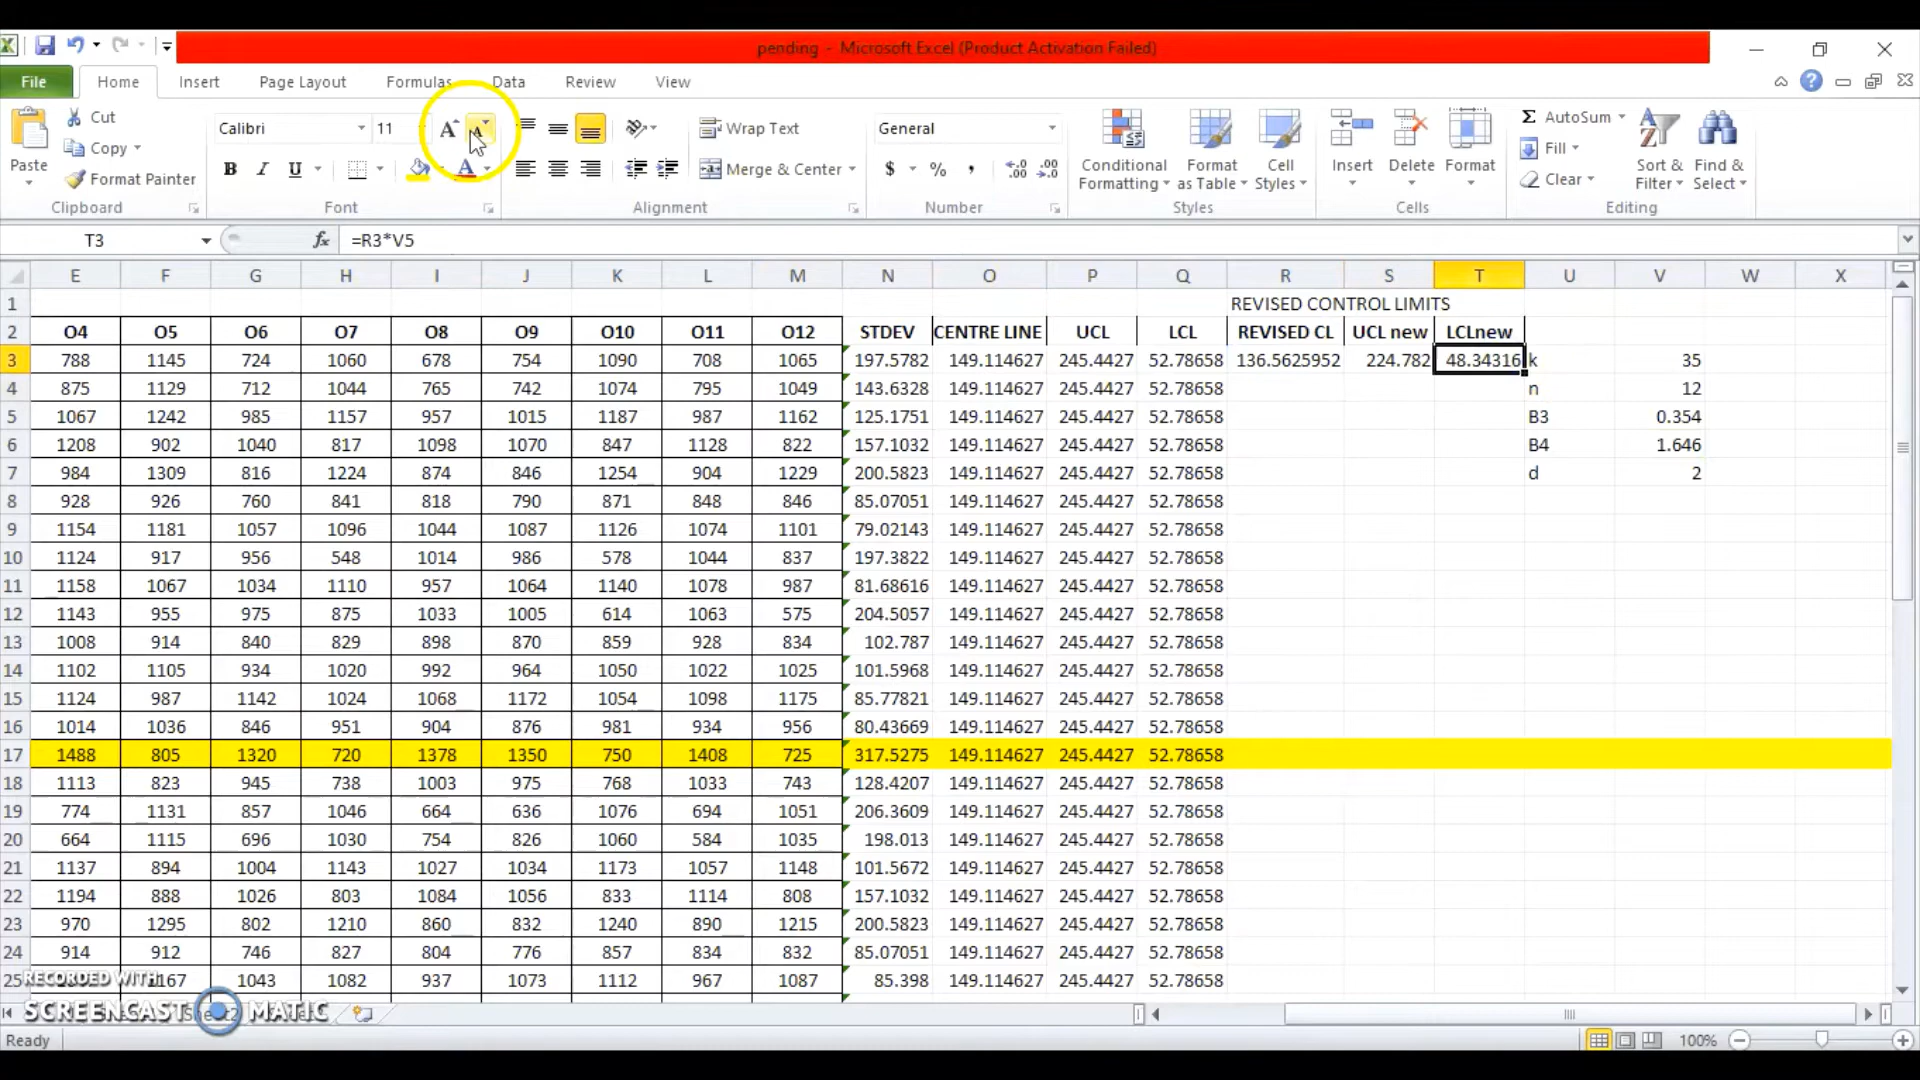 pending - Microsoft Excel (Product Activation Failed)
File Home Insert Page Layout Formulas Data Review View
Paste Cut Copy Format Painter Clipboard
Calibri 11 B I U Font
Wrap Text Merge & Center Alignment
General $ % , Number
Conditional Formatting Format as Table Cell Styles Styles
Insert Delete Format Cells
Σ AutoSum Fill Clear Sort & Filter Find & Select Editing
T3 fx =R3*V5
E F G H I J K L M N O P Q R S T U V W X
1 REVISED CONTROL LIMITS
2 O4 O5 O6 O7 O8 O9 O10 O11 O12 STDEV CENTRE LINE UCL LCL REVISED CL UCL new LCLnew
3 788 1145 724 1060 678 754 1090 708 1065 197.5782 149.114627 245.4427 52.78658 136.5625952 224.782 48.34316 k 35
4 875 1129 712 1044 765 742 1074 795 1049 143.6328 149.114627 245.4427 52.78658 n 12
5 1067 1242 985 1157 957 1015 1187 987 1162 125.1751 149.114627 245.4427 52.78658 B3 0.354
6 1208 902 1040 817 1098 1070 847 1128 822 157.1032 149.114627 245.4427 52.78658 B4 1.646
7 984 1309 816 1224 874 846 1254 904 1229 200.5823 149.114627 245.4427 52.78658 d 2
8 928 926 760 841 818 790 871 848 846 85.07051 149.114627 245.4427 52.78658
9 1154 1181 1057 1096 1044 1087 1126 1074 1101 79.02143 149.114627 245.4427 52.78658
10 1124 917 956 548 1014 986 578 1044 837 197.3822 149.114627 245.4427 52.78658
11 1158 1067 1034 1110 957 1064 1140 1078 987 81.68616 149.114627 245.4427 52.78658
12 1143 955 975 875 1033 1005 614 1063 575 204.5057 149.114627 245.4427 52.78658
13 1008 914 840 829 898 870 859 928 834 102.787 149.114627 245.4427 52.78658
14 1102 1105 934 1020 992 964 1050 1022 1025 101.5968 149.114627 245.4427 52.78658
15 1124 987 1142 1024 1068 1172 1054 1098 1175 85.77821 149.114627 245.4427 52.78658
16 1014 1036 846 951 904 876 981 934 956 80.43669 149.114627 245.4427 52.78658
17 1488 805 1320 720 1378 1350 750 1408 725 317.5275 149.114627 245.4427 52.78658
18 1113 823 945 738 1003 975 768 1033 743 128.4207 149.114627 245.4427 52.78658
19 774 1131 857 1046 664 636 1076 694 1051 206.3609 149.114627 245.4427 52.78658
20 664 1115 696 1030 754 826 1060 584 1035 198.013 149.114627 245.4427 52.78658
21 1137 894 1004 1143 1027 1034 1173 1057 1148 101.5672 149.114627 245.4427 52.78658
22 1194 888 1026 803 1084 1056 833 1114 808 157.1032 149.114627 245.4427 52.78658
23 970 1295 802 1210 860 832 1240 890 1215 200.5823 149.114627 245.4427 52.78658
24 914 912 746 827 804 776 857 834 832 85.07051 149.114627 245.4427 52.78658
25 1167 1043 1082 937 1073 1112 967 1087 85.398 149.114627 245.4427 52.78658
RECORDED WITH
SCREENCAST MATIC
Ready 100%